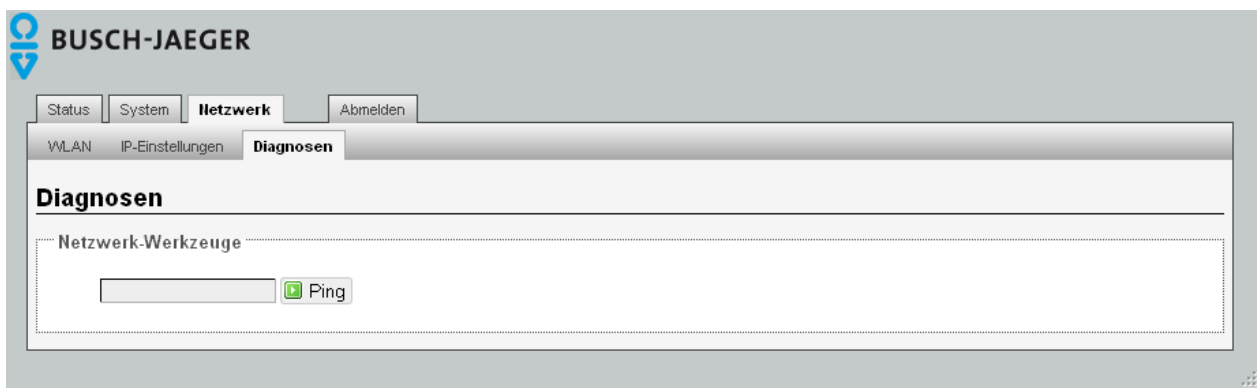 BUSCH-JAEGER
Status System Netzwerk Abmelden
WLAN IP-Einstellungen Diagnosen
Diagnosen
Netzwerk-Werkzeuge
Ping